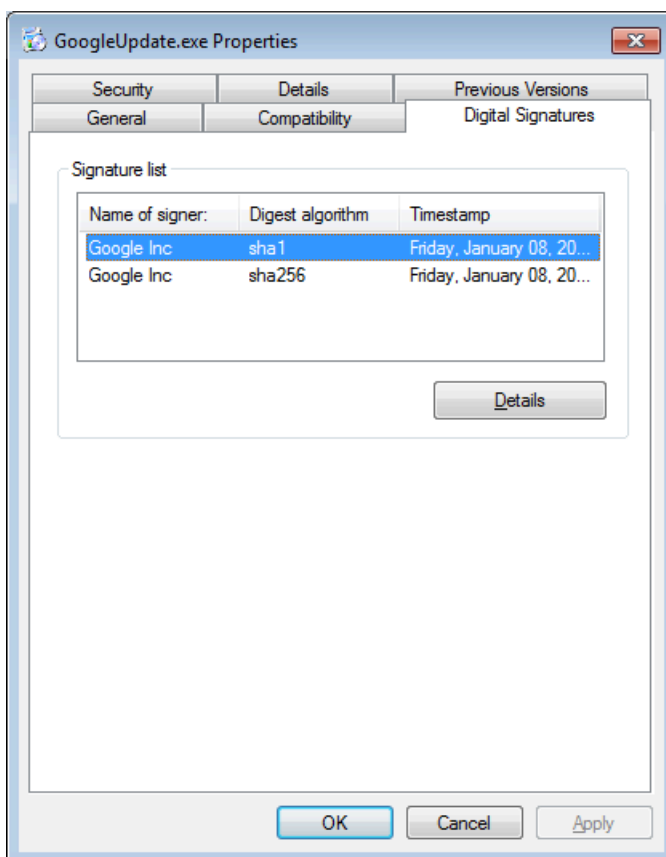 GoogleUpdate.exe Properties
Security Details Previous Versions
General Compatibility Digital Signatures
Signature list
Name of signer: Digest algorithm Timestamp
Google Inc sha1 Friday, January 08, 20...
Google Inc sha256 Friday, January 08, 20...
Details
OK Cancel Apply